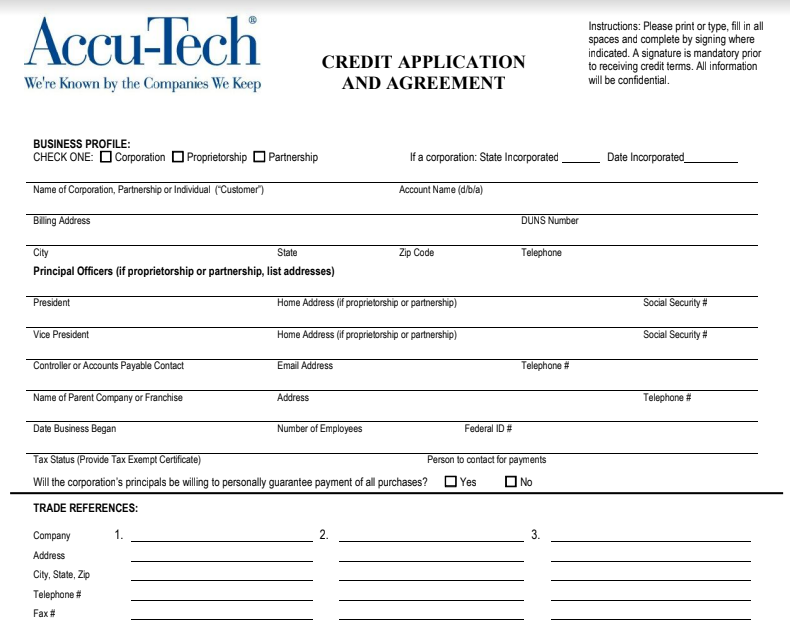 Accu-Tech®
We're Known by the Companies We Keep
CREDIT APPLICATION
AND AGREEMENT
Instructions: Please print or type, fill in all
spaces and complete by signing where
indicated. A signature is mandatory prior
to receiving credit terms. All information
will be confidential.
BUSINESS PROFILE:
CHECK ONE: Corporation Proprietorship Partnership If a corporation: State Incorporated Date Incorporated
Name of Corporation, Partnership or Individual (“Customer”) Account Name (d/b/a)
Billing Address DUNS Number
City State Zip Code Telephone
Principal Officers (if proprietorship or partnership, list addresses)
President Home Address (if proprietorship or partnership) Social Security #
Vice President Home Address (if proprietorship or partnership) Social Security #
Controller or Accounts Payable Contact Email Address Telephone #
Name of Parent Company or Franchise Address Telephone #
Date Business Began Number of Employees Federal ID #
Tax Status (Provide Tax Exempt Certificate) Person to contact for payments
Will the corporation’s principals be willing to personally guarantee payment of all purchases? Yes No
TRADE REFERENCES:
Company 1. 2. 3.
Address
City, State, Zip
Telephone #
Fax #